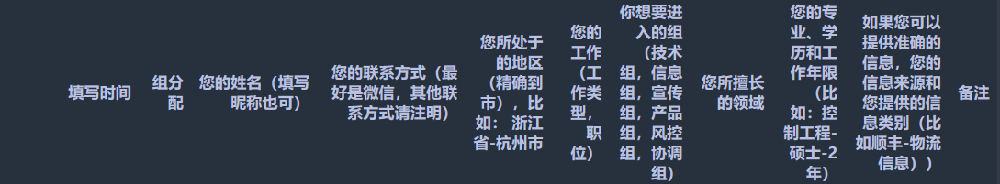 填写时间
组分
配
您的姓名（填写
昵称也可）
您的联系方式（最
好是微信，其他联
系方式请注明）
您所处于
的地区
（精确到
市），比
如： 浙江
省-杭州市
您的
工作
（工
作类
型，
职
位）
你想要进
入的组
（技术
组，信息
组，宣传
组，产品
组，风控
组，协调
组）
您所擅长
的领域
您的专
业、学
历和工
作年限
（比
如：控
制工程-
硕士-2
年）
如果您可以
提供准确的
信息，您的
信息来源和
您提供的信
息类别（比
如顺丰-物流
信息））
备注